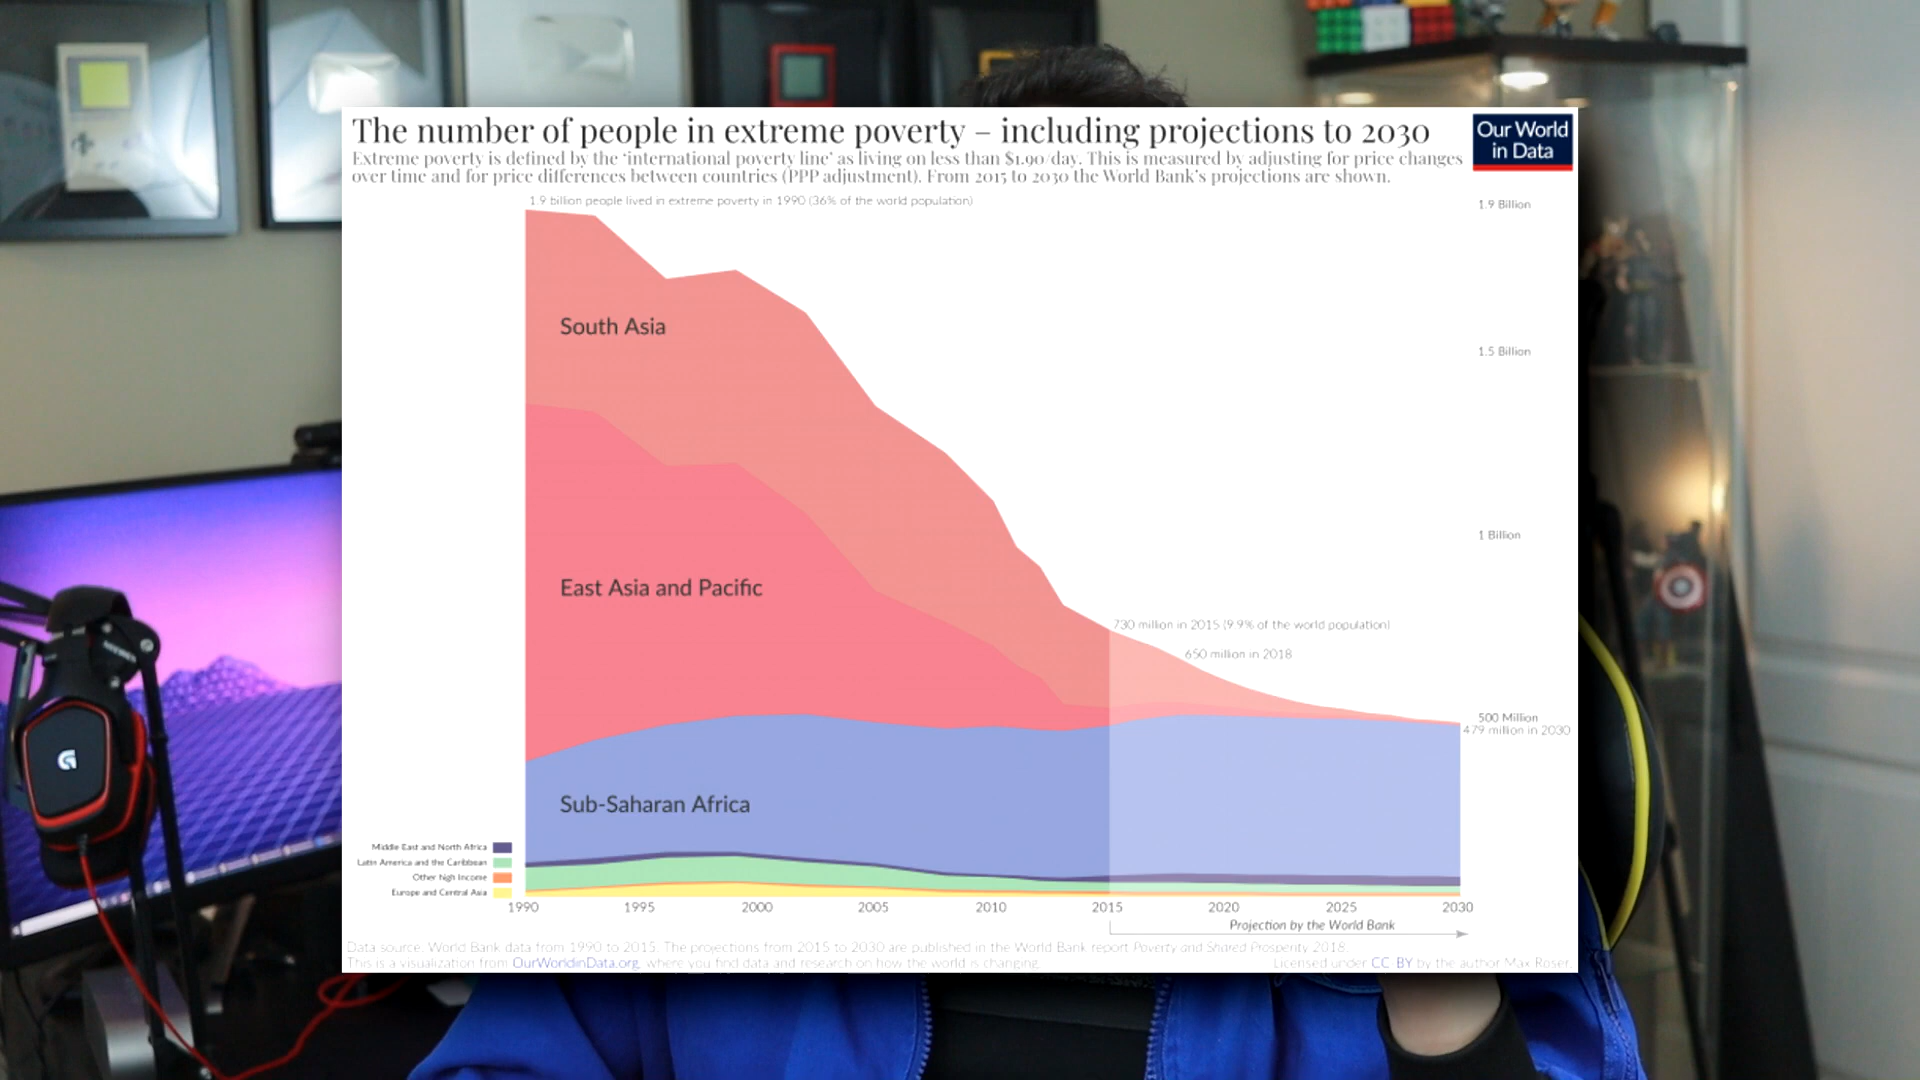 The number of people in extreme poverty – including projections to 2030
Our World
in Data
Extreme poverty is defined by the 'international poverty line' as living on less than $1.90/day. This is measured by adjusting for price changes
over time and for price differences between countries (PPP adjustment). From 2015 to 2030 the World Bank's projections are shown.
1.9 billion people lived in extreme poverty in 1990 (36% of the world population)
1.9 Billion
South Asia
1.5 Billion
1 Billion
East Asia and Pacific
730 million in 2015 (9.9% of the world population)
650 million in 2018
500 Million
479 million in 2030
Sub-Saharan Africa
Middle East and North Africa
Latin America and the Caribbean
Other high Income
Europe and Central Asia
1990 1995 2000 2005 2010 2015 2020 2025 2030
Projection by the World Bank
Data source: World Bank data from 1990 to 2015. The projections from 2015 to 2030 are published in the World Bank report Poverty and Shared Prosperity 2018.
This is a visualization from OurWorldinData.org, where you find data and research on how the world is changing.
Licensed under CC-BY by the author Max Roser.